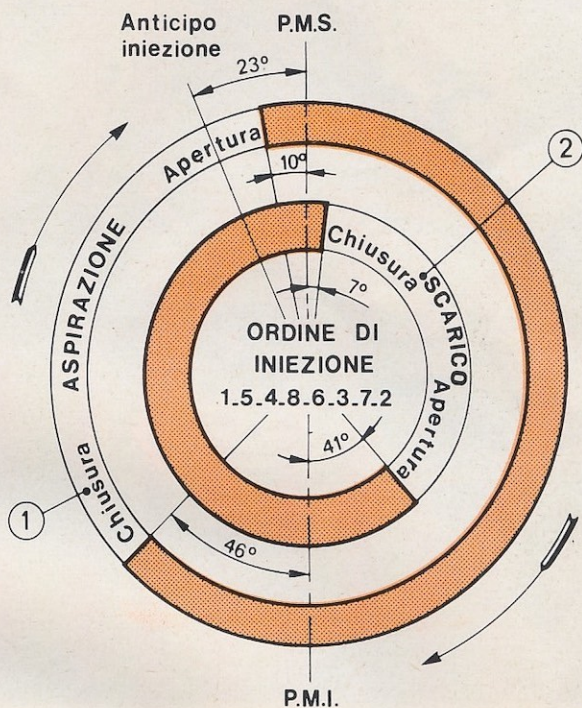 Anticipo
iniezione
P.M.S.
23°
Apertura
10°
2
Chiusura
7°
ASPIRAZIONE
SCARICO
ORDINE DI
INIEZIONE
1-5-4-8-6-3-7-2
41°
Apertura
Chiusura
1
46°
P.M.I.